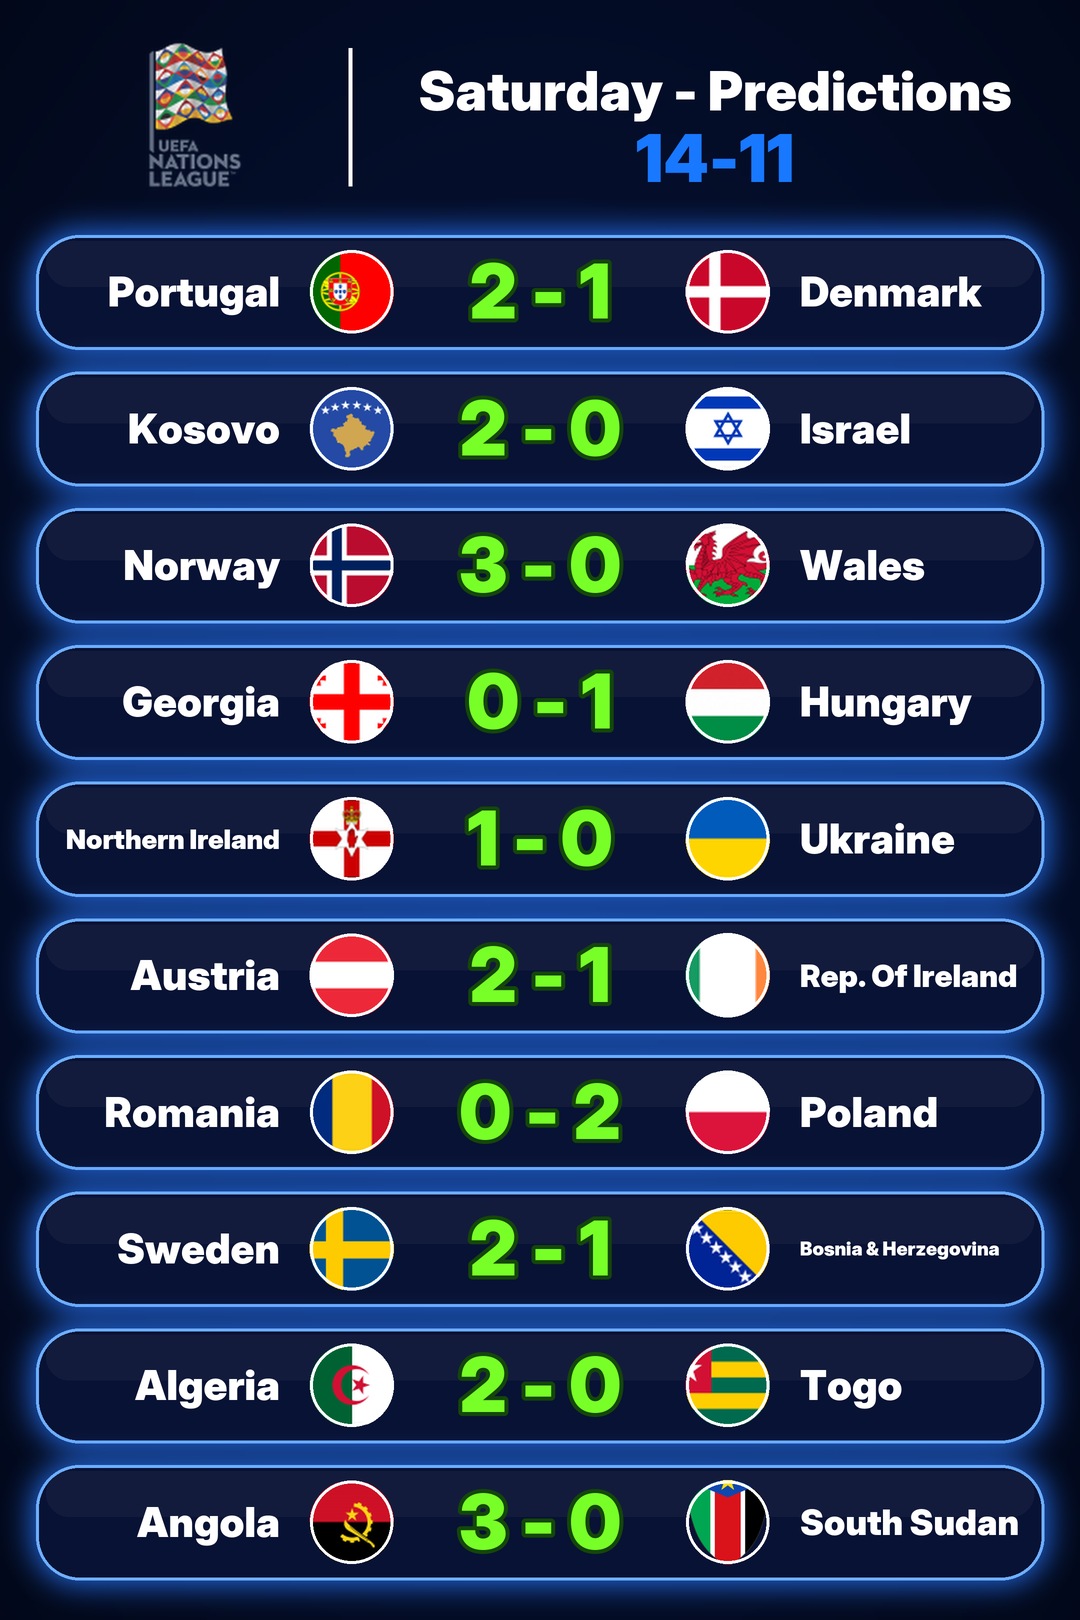 UEFA
NATIONS
LEAGUE™
Saturday - Predictions
14-11
Portugal 2 - 1 Denmark
Kosovo 2 - 0 Israel
Norway 3 - 0 Wales
Georgia 0 - 1 Hungary
Northern Ireland 1 - 0 Ukraine
Austria 2 - 1 Rep. Of Ireland
Romania 0 - 2 Poland
Sweden 2 - 1 Bosnia & Herzegovina
Algeria 2 - 0 Togo
Angola 3 - 0 South Sudan